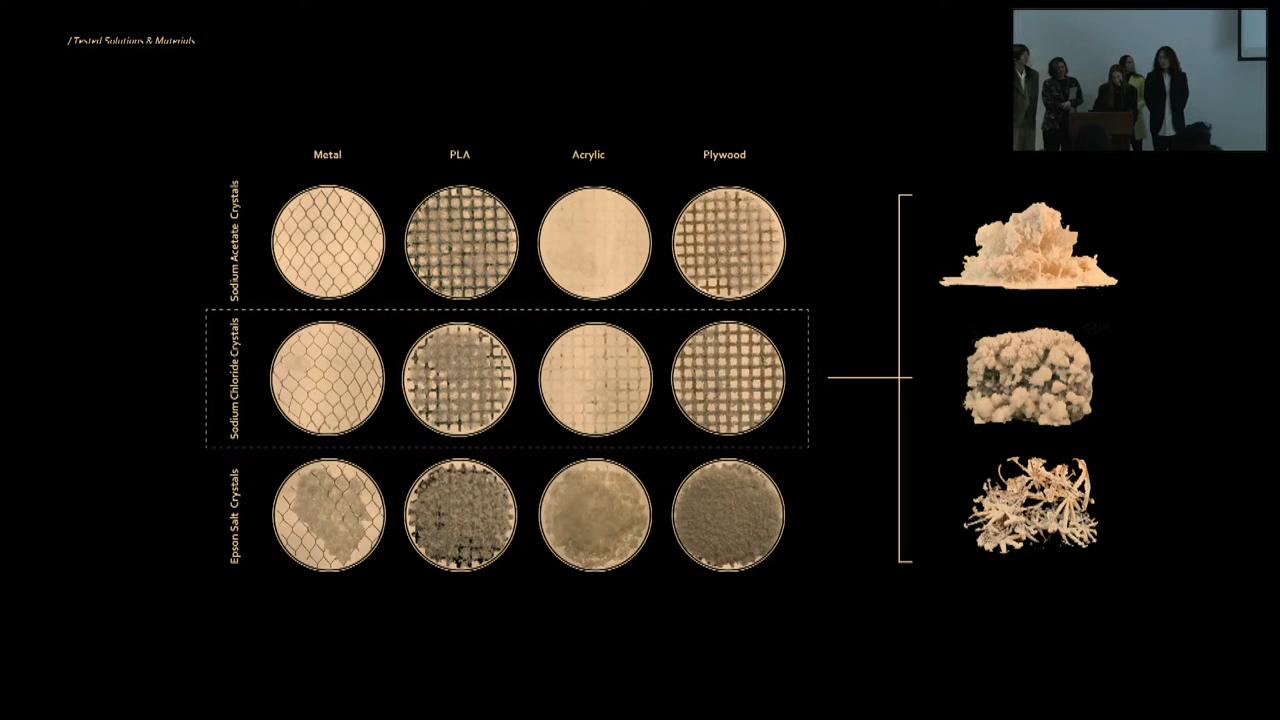 / Tested Solutions & Materials
Metal
PLA
Acrylic
Plywood
Sodium Acetate Crystals
Sodium Chloride Crystals
Epson Salt Crystals